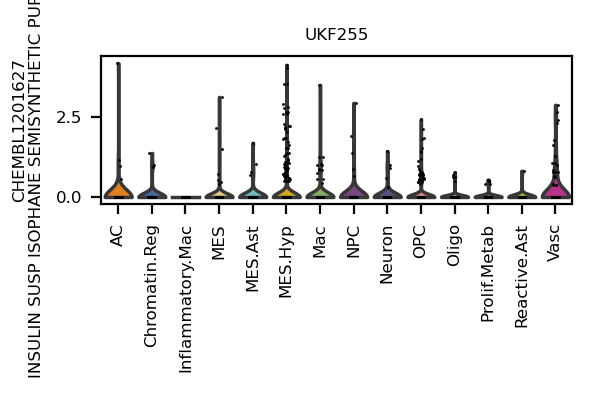 UKF255
CHEMBL1201627
INSULIN SUSP ISOPHANE SEMISYNTHETIC
2.5
0.0
AC
Chromatin.Reg
Inflammatory.Mac
MES
MES.Ast
MES.Hyp
Mac
NPC
Neuron
OPC
Oligo
Prolif.Metab
Reactive.Ast
Vasc